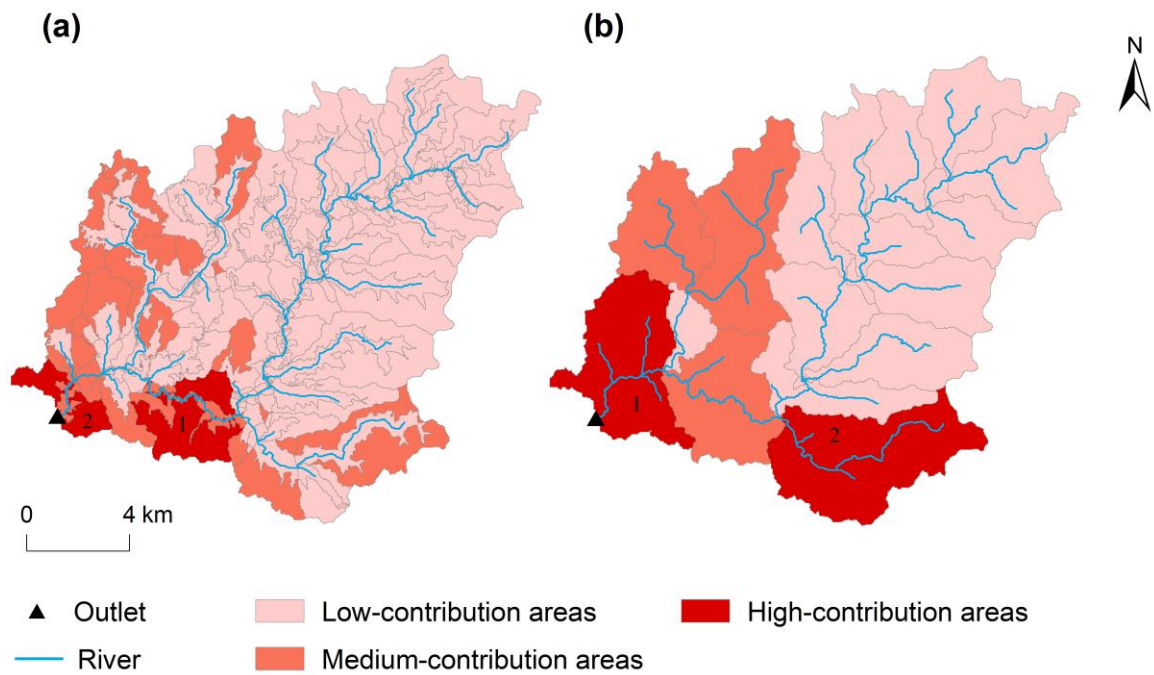 (a)
(b)
N
2
1
1
2
0 4 km
Outlet
Low-contribution areas
High-contribution areas
River
Medium-contribution areas